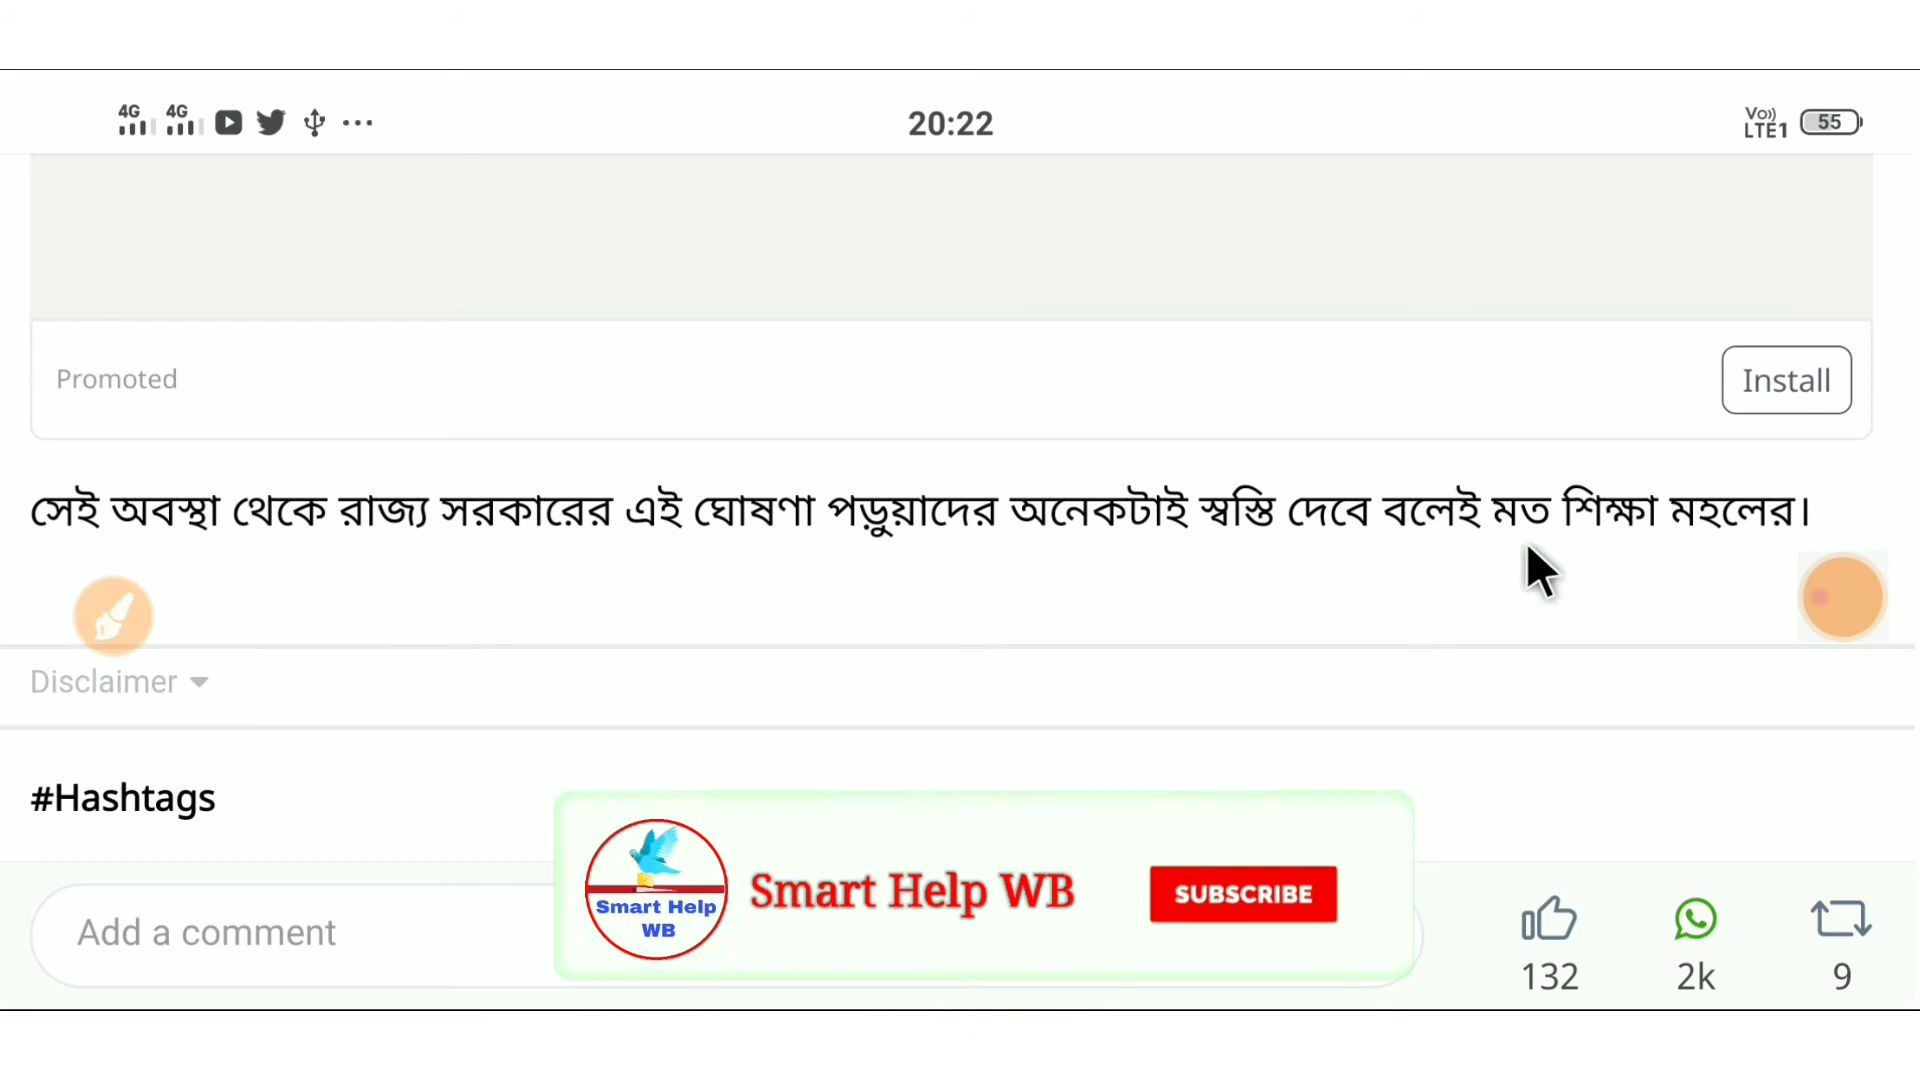 4G 4G 20:22 Vo)) LTE1 55
Promoted
Install
সেই অবস্থা থেকে রাজ্য সরকারের এই ঘোষণা পড়ুয়াদের অনেকটাই স্বস্তি দেবে বলেই মত শিক্ষা মহলের।
Disclaimer
#Hashtags
Add a comment
Smart Help
WB
Smart Help WB
SUBSCRIBE
132 2k 9